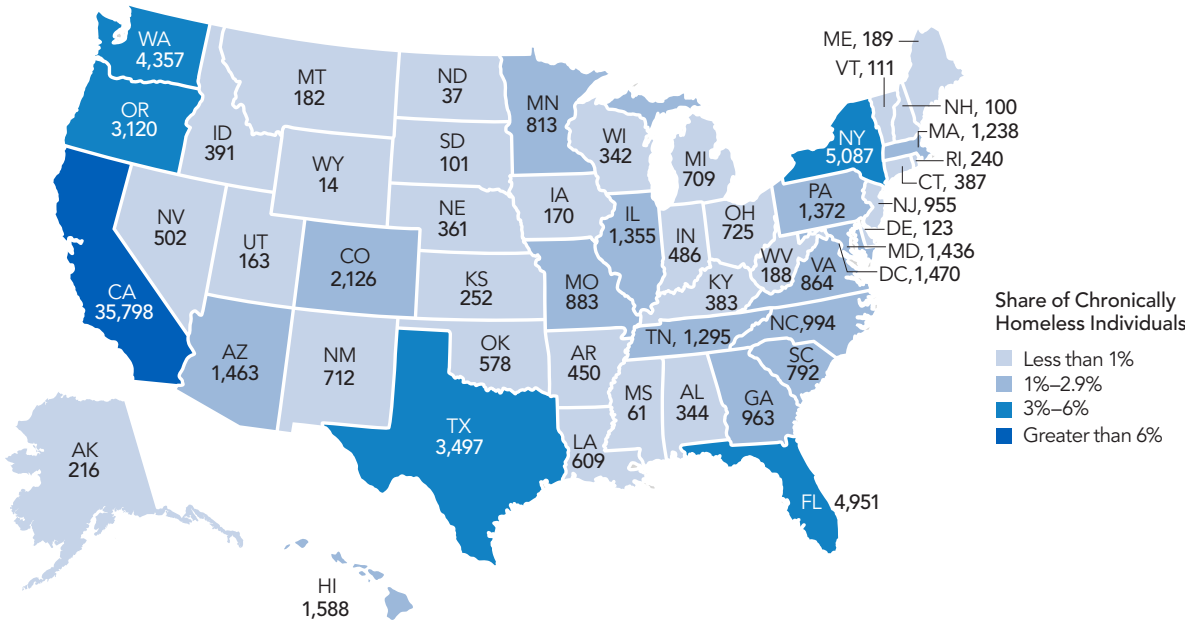 WA
4,357
OR
3,120
CA
35,798
ID
391
NV
502
MT
182
WY
14
UT
163
AZ
1,463
CO
2,126
NM
712
ND
37
SD
101
NE
361
KS
252
OK
578
TX
3,497
MN
813
IA
170
MO
883
AR
450
LA
609
WI
342
IL
1,355
MI
709
IN
486
OH
725
KY
383
TN, 1,295
MS
61
AL
344
GA
963
FL 4,951
SC
792
NC, 994
VA
864
WV
188
PA
1,372
NY
5,087
ME, 189
VT, 111
NH, 100
MA, 1,238
RI, 240
CT, 387
NJ, 955
DE, 123
MD, 1,436
DC, 1,470
AK
216
HI
1,588
Share of Chronically
Homeless Individuals
Less than 1%
1%–2.9%
3%–6%
Greater than 6%